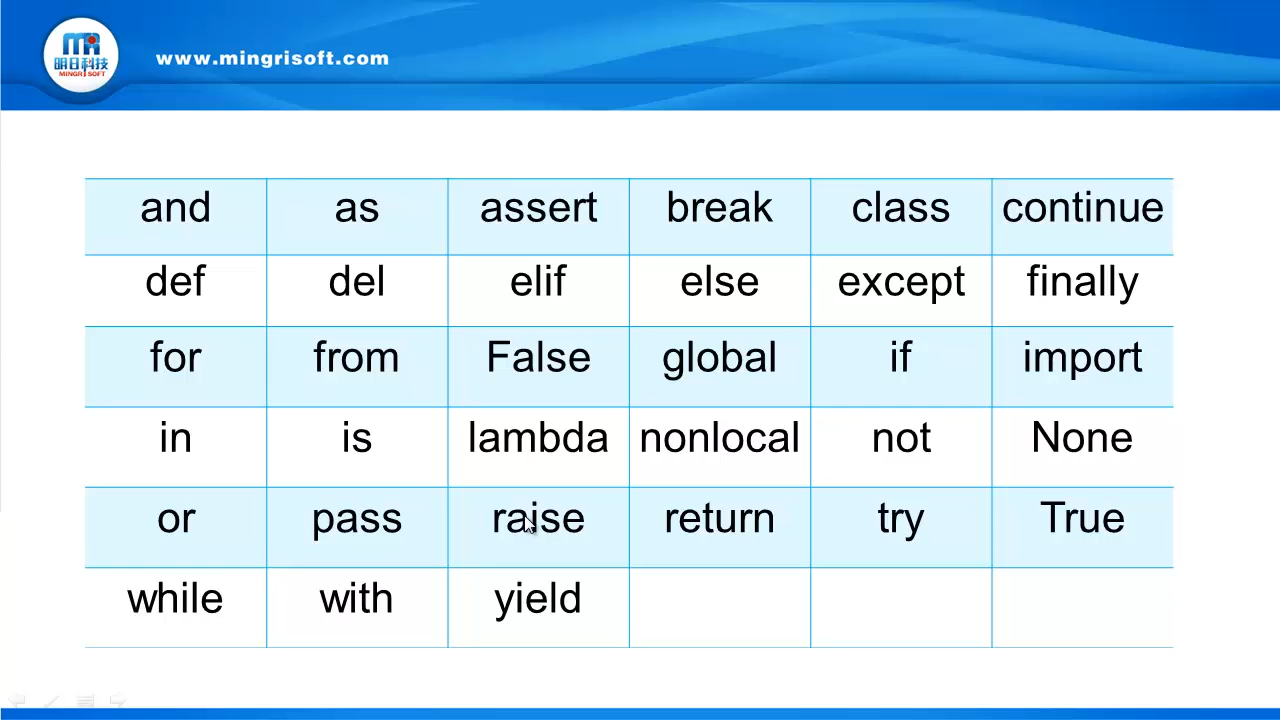 明日科技
MINGRISOFT
www.mingrisoft.com
and as assert break class continue
def del elif else except finally
for from False global if import
in is lambda nonlocal not None
or pass raise return try True
while with yield